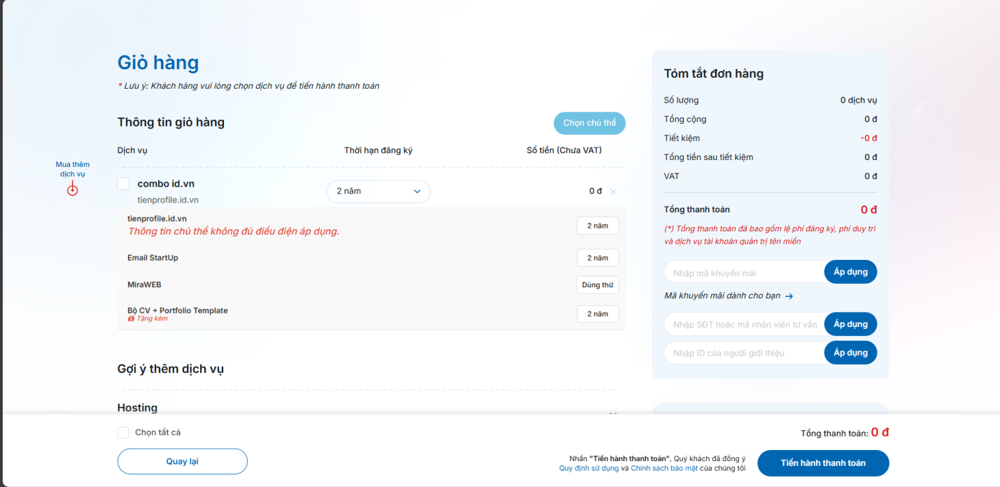 Giỏ hàng
* Lưu ý: Khách hàng vui lòng chọn dịch vụ để tiến hành thanh toán
Thông tin giỏ hàng
Chọn chủ thể
Dịch vụ
Thời hạn đăng ký
Số tiền (Chưa VAT)
Mua thêm
dịch vụ
combo id.vn
2 năm
0 đ
tienprofile.id.vn
tienprofile.id.vn
Thông tin chủ thể không đủ điều điện áp dụng.
2 năm
Email StartUp
2 năm
MiraWEB
Dùng thử
Bộ CV + Portfolio Template
Tặng kèm
2 năm
Gợi ý thêm dịch vụ
Hosting
Tóm tắt đơn hàng
Số lượng 0 dịch vụ
Tổng cộng 0 đ
Tiết kiệm -0 đ
Tổng tiền sau tiết kiệm 0 đ
VAT 0 đ
Tổng thanh toán 0 đ
(*) Tổng thanh toán đã bao gồm lệ phí đăng ký, phí duy trì
và dịch vụ tài khoản quản trị tên miền
Nhập mã khuyến mãi
Áp dụng
Mã khuyến mãi dành cho bạn →
Nhập SĐT hoặc mã nhân viên tư vấn
Áp dụng
Nhập ID của người giới thiệu
Áp dụng
Chọn tất cả
Quay lại
Tổng thanh toán: 0 đ
Nhấn "Tiến hành thanh toán", Quý khách đã đồng ý
Quy định sử dụng và Chính sách bảo mật của chúng tôi
Tiến hành thanh toán